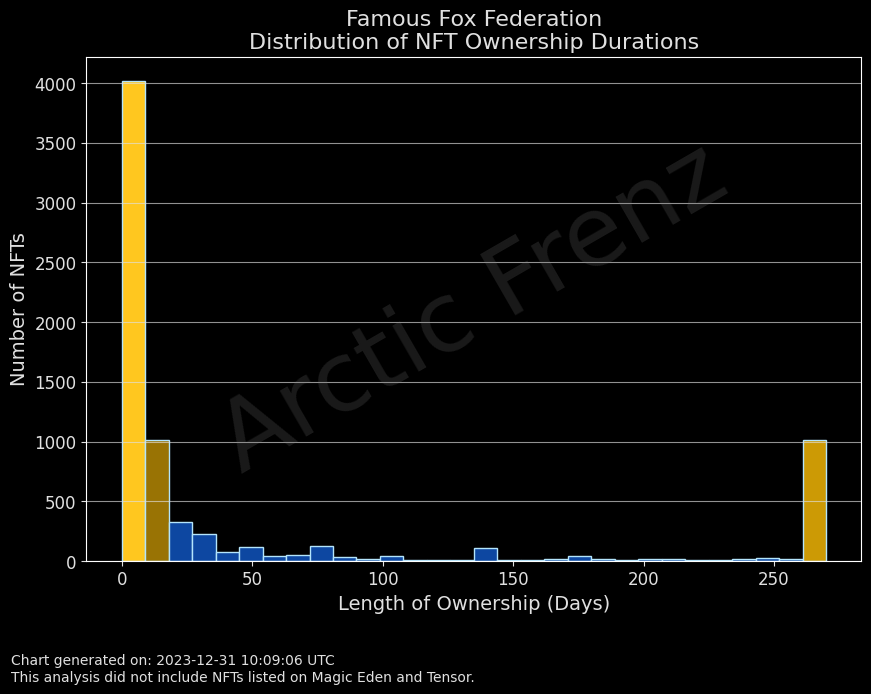 Famous Fox Federation
Distribution of NFT Ownership Durations
Number of NFTs
4000
3500
3000
2500
2000
1500
1000
500
0
Arctic Frenz
0 50 100 150 200 250
Length of Ownership (Days)
Chart generated on: 2023-12-31 10:09:06 UTC
This analysis did not include NFTs listed on Magic Eden and Tensor.